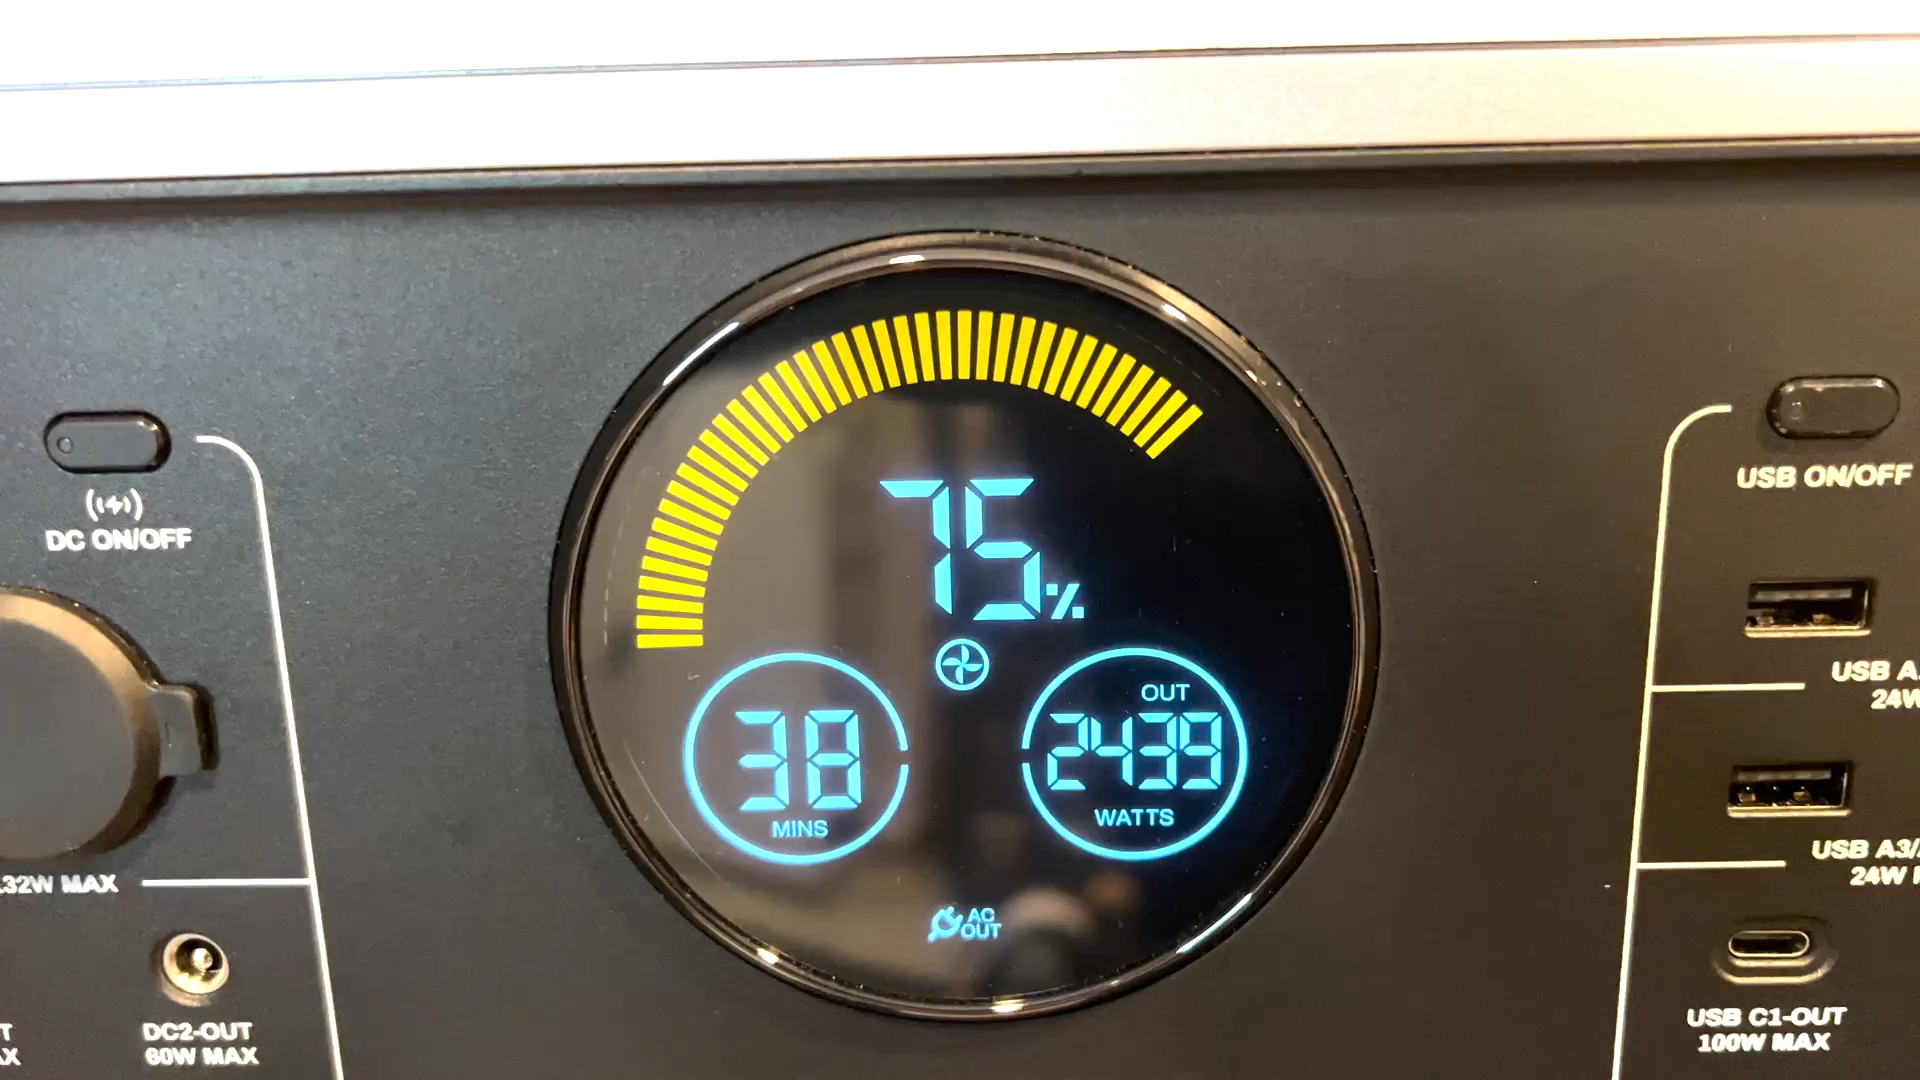 DC ON/OFF
32W MAX
DC2-OUT
60W MAX
75%
38
MINS
OUT
2439
WATTS
AC
OUT
USB ON/OFF
USB A
24W
USB A3/
24W
USB C1-OUT
100W MAX